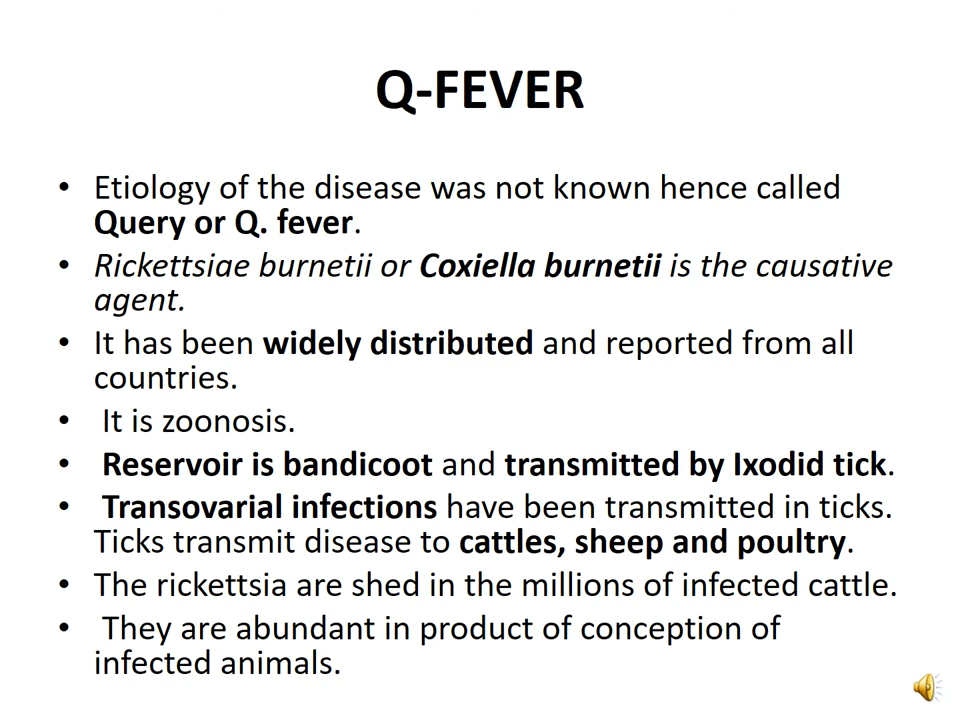 Q-FEVER
• Etiology of the disease was not known hence called
Query or Q. fever.
• Rickettsiae burnetii or Coxiella burnetii is the causative
agent.
• It has been widely distributed and reported from all
countries.
• It is zoonosis.
• Reservoir is bandicoot and transmitted by Ixodid tick.
• Transovarial infections have been transmitted in ticks.
Ticks transmit disease to cattles, sheep and poultry.
• The rickettsia are shed in the millions of infected cattle.
• They are abundant in product of conception of
infected animals.